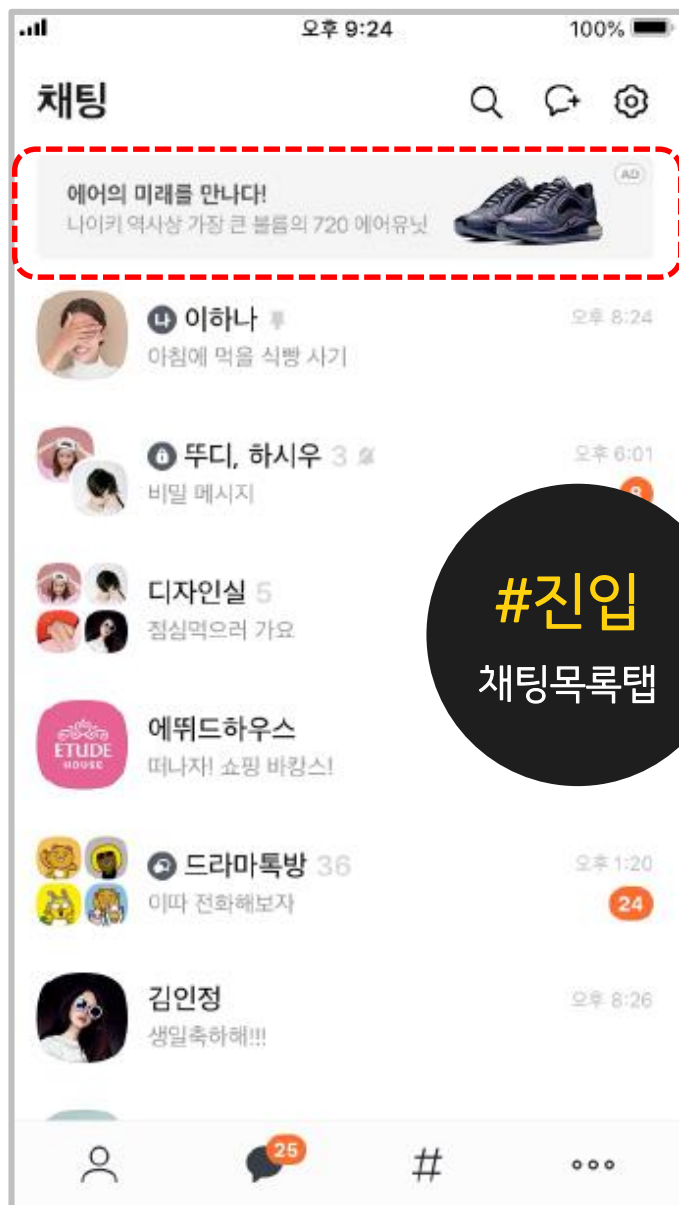 오후 9:24
100%
채팅
에어의 미래를 만나다!
나이키 역사상 가장 큰 볼륨의 720 에어유닛
AD
나 이하나
오후 8:24
아침에 먹을 식빵 사기
뚜디, 하시우 3
오후 6:01
비밀 메시지
#진입
채팅목록탭
디자인실 5
점심먹으러 가요
ETUDE
HOUSE
에뛰드하우스
떠나자! 쇼핑 바캉스!
드라마톡방 36
오후 1:20
이따 전화해보자
24
김인정
오후 8:26
생일축하해!!!
25
#